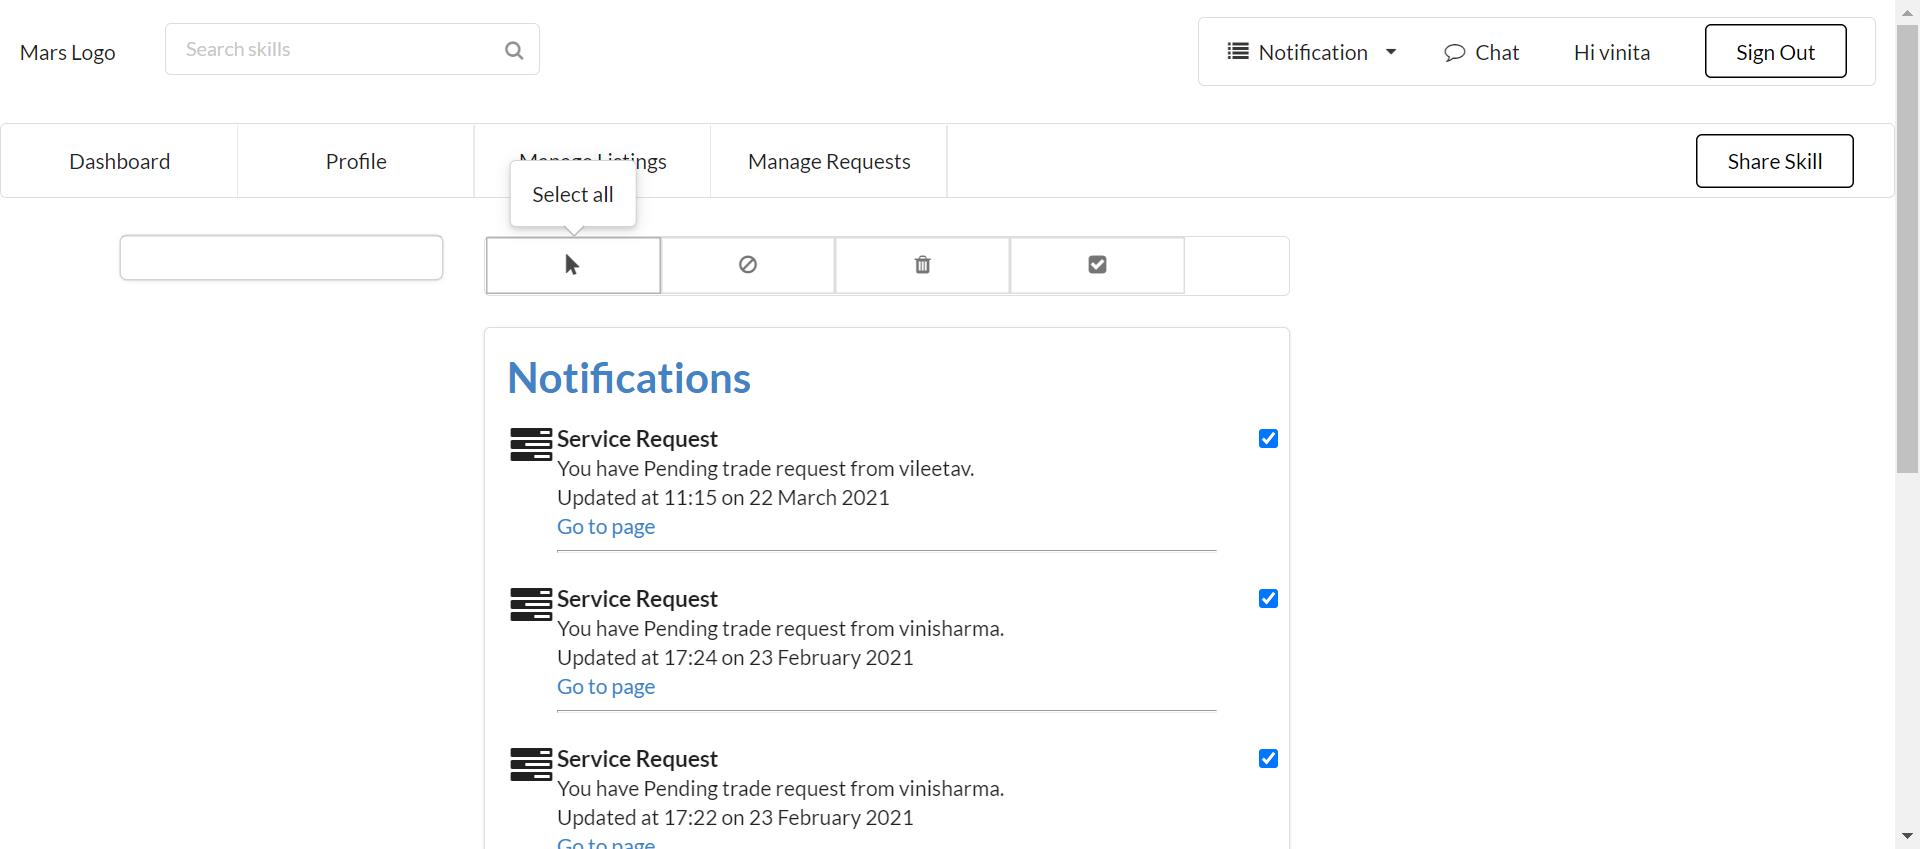 Mars Logo
Search skills
Notification
Chat
Hi vinita
Sign Out
Dashboard
Profile
Manage Listings
Manage Requests
Share Skill
Select all
Notifications
Service Request
You have Pending trade request from vileetav.
Updated at 11:15 on 22 March 2021
Go to page
Service Request
You have Pending trade request from vinisharma.
Updated at 17:24 on 23 February 2021
Go to page
Service Request
You have Pending trade request from vinisharma.
Updated at 17:22 on 23 February 2021
Go to page